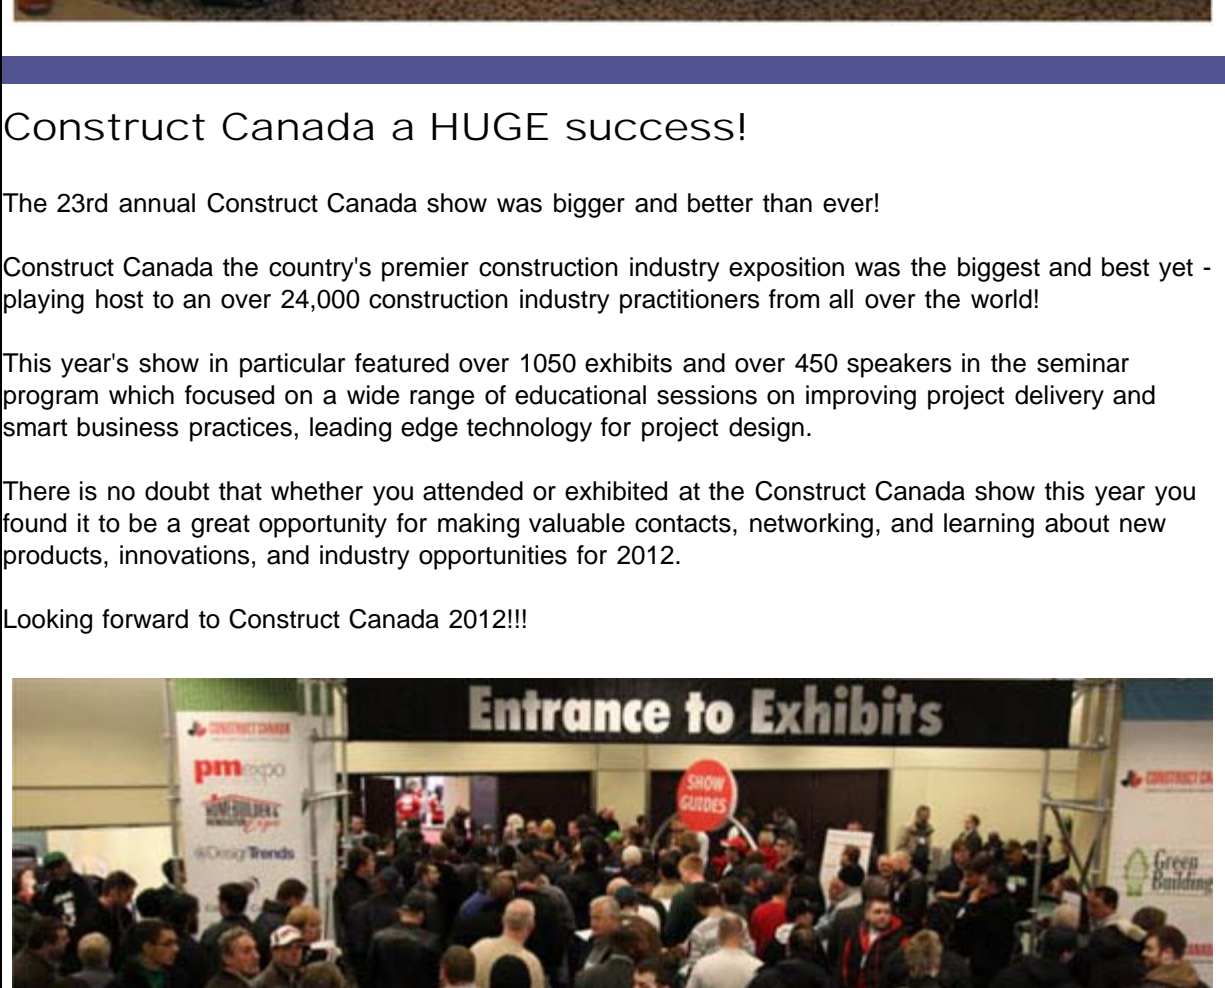 Construct Canada a HUGE success!
The 23rd annual Construct Canada show was bigger and better than ever!
Construct Canada the country's premier construction industry exposition was the biggest and best yet -
playing host to an over 24,000 construction industry practitioners from all over the world!
This year's show in particular featured over 1050 exhibits and over 450 speakers in the seminar
program which focused on a wide range of educational sessions on improving project delivery and
smart business practices, leading edge technology for project design.
There is no doubt that whether you attended or exhibited at the Construct Canada show this year you
found it to be a great opportunity for making valuable contacts, networking, and learning about new
products, innovations, and industry opportunities for 2012.
Looking forward to Construct Canada 2012!!!
Entrance to Exhibits
CONSTRUCT CANADA
pmexpo
HOMEBUILDER &
RENOVATION Expo
DesignTrends
SHOW
GUIDES
CONSTRUCT CA
Green
Building